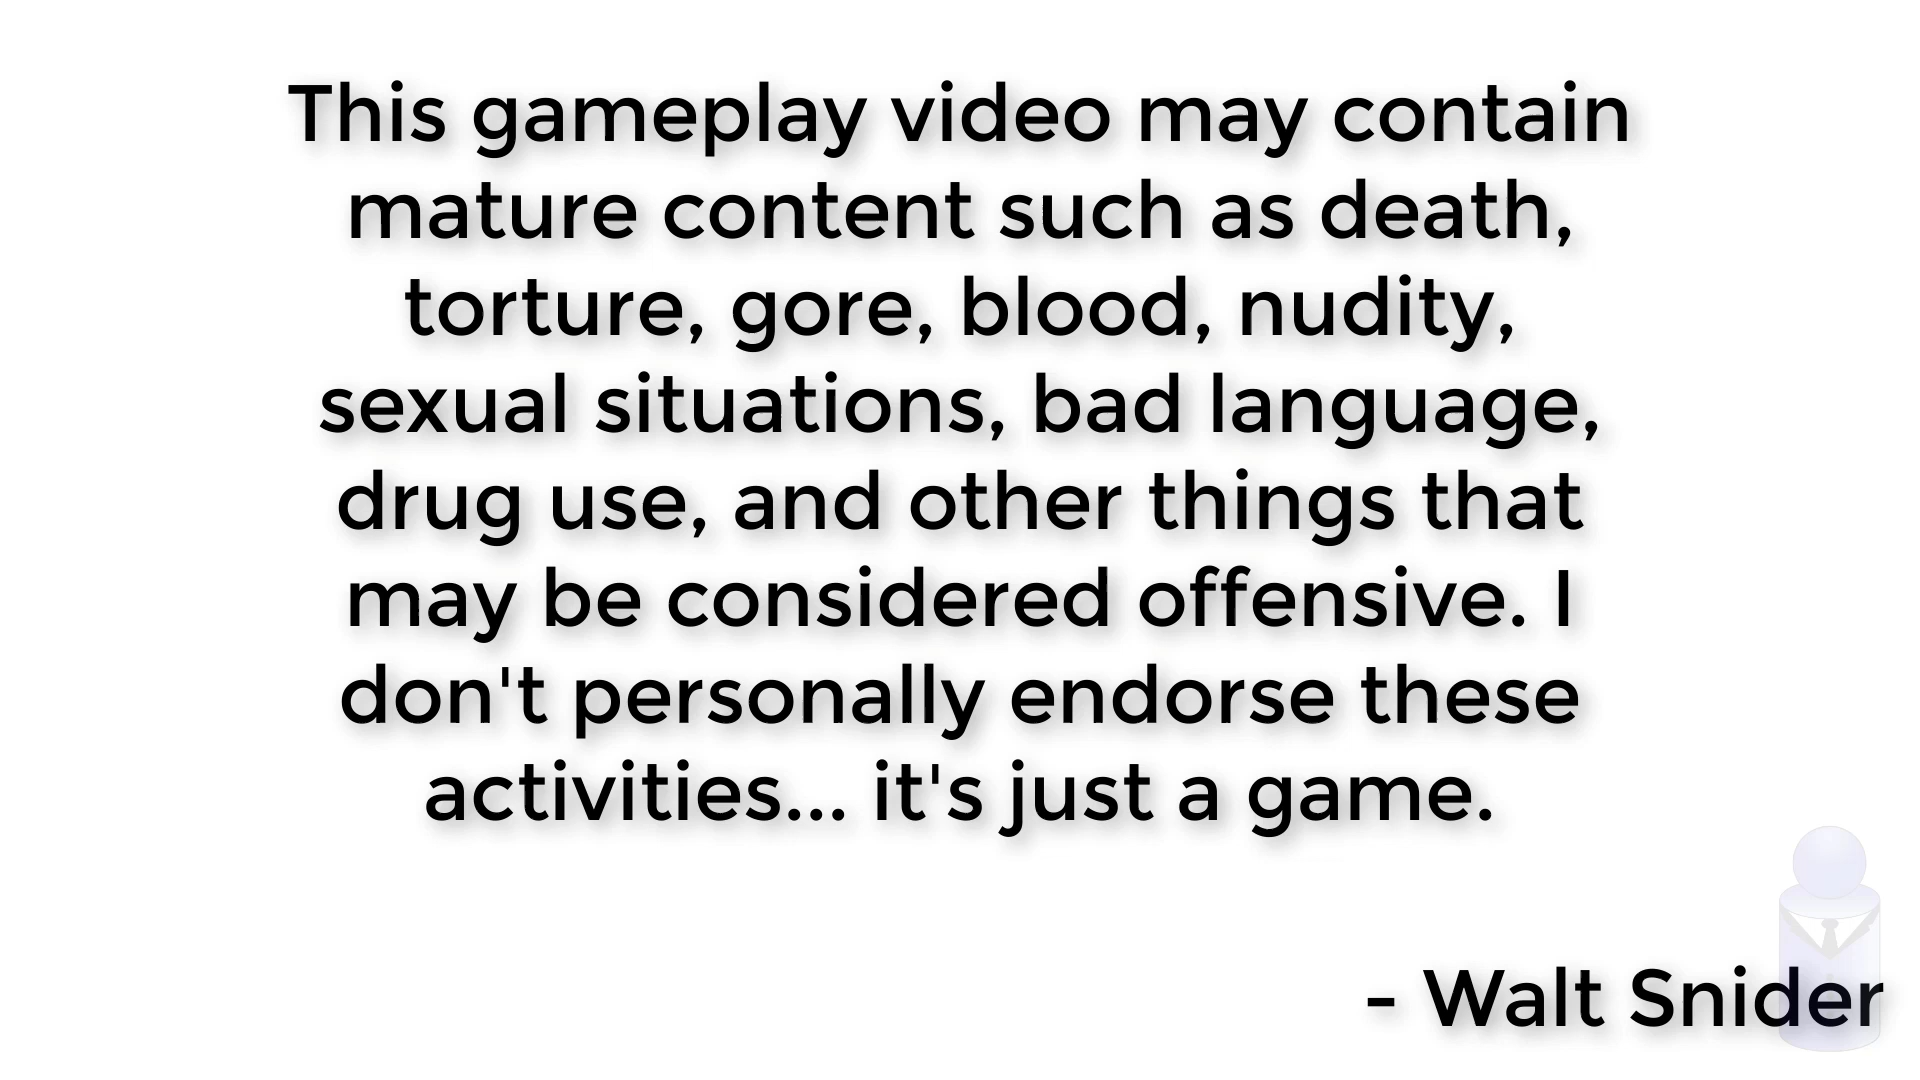 This gameplay video may contain
mature content such as death,
torture, gore, blood, nudity,
sexual situations, bad language,
drug use, and other things that
may be considered offensive. I
don't personally endorse these
activities... it's just a game.
- Walt Snider